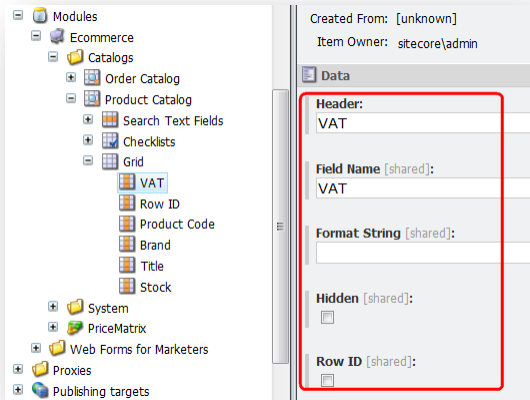 Modules
Ecommerce
Catalogs
Order Catalog
Product Catalog
Search Text Fields
Checklists
Grid
VAT
Row ID
Product Code
Brand
Title
Stock
System
PriceMatrix
Web Forms for Marketers
Proxies
Publishing targets
Created From: [unknown]
Item Owner: sitecore\admin
Data
Header:
VAT
Field Name [shared]:
VAT
Format String [shared]:
Hidden [shared]:
Row ID [shared]: